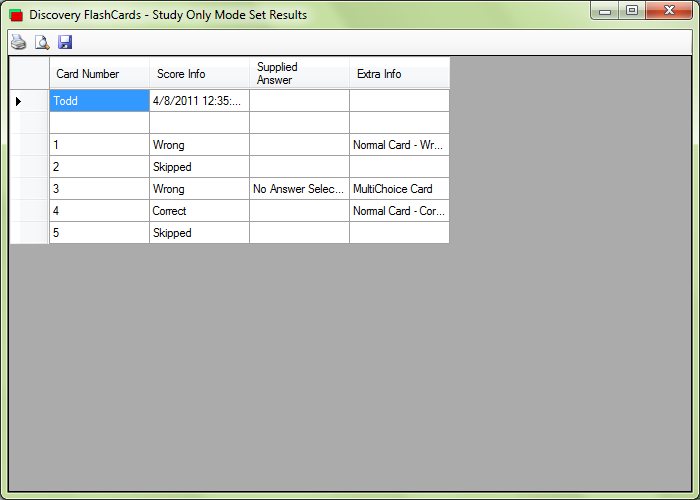 Discovery FlashCards - Study Only Mode Set Results
Card Number Score Info Supplied Answer Extra Info
Todd 4/8/2011 12:35:...
1 Wrong Normal Card - Wr...
2 Skipped
3 Wrong No Answer Selec... MultiChoice Card
4 Correct Normal Card - Cor...
5 Skipped